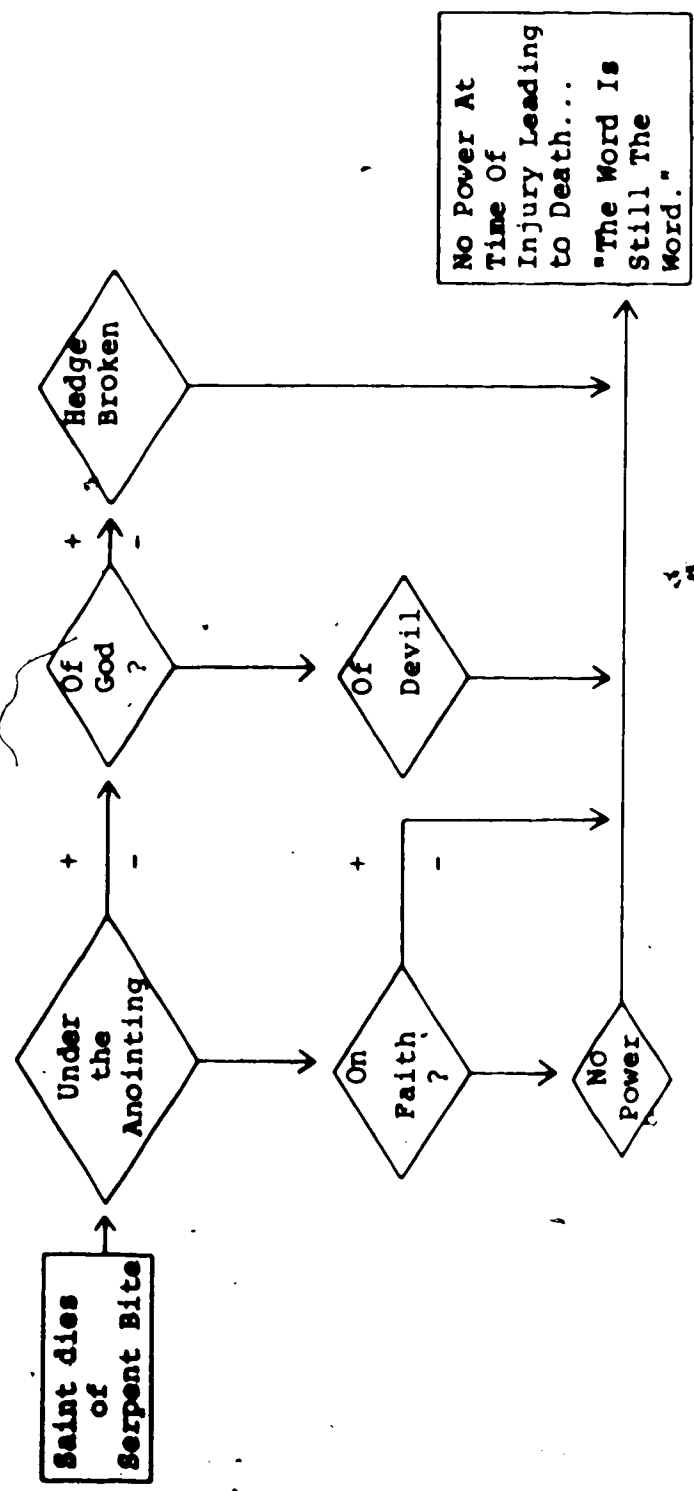 Saint dies
of
Serpent Bite
Under
the
Anointing
+
-
Of
God
?
+
-
Hedge
Broken
On
Faith
?
+
-
Of
Devil
No
Power
No Power At
Time Of
Injury Leading
to Death...
"The Word Is
Still The
Word."